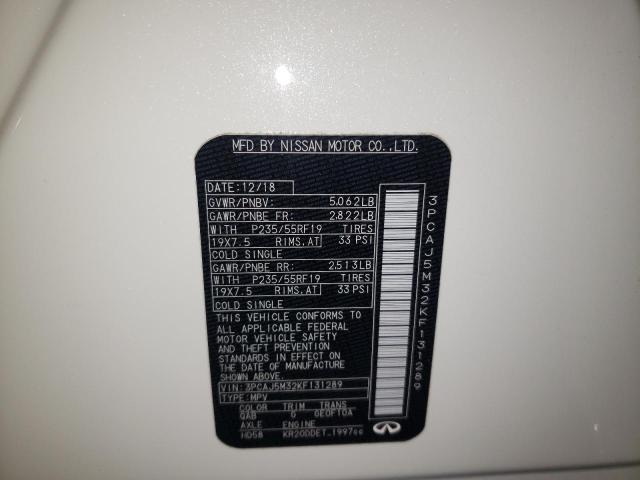 MFD BY NISSAN MOTOR CO.,LTD.
DATE: 12/18
GVWR/PNBV: 5,062LB
GAWR/PNBE FR: 2,822LB
WITH P235/55RF19 TIRES
19X7.5 RIMS.AT 33 PSI
COLD SINGLE
GAWR/PNBE RR: 2,513LB
WITH P235/55RF19 TIRES
19X7.5 RIMS.AT 33 PSI
COLD SINGLE
THIS VEHICLE CONFORMS TO
ALL APPLICABLE FEDERAL
MOTOR VEHICLE SAFETY
AND THEFT PREVENTION
STANDARDS IN EFFECT ON
THE DATE OF MANUFACTURE
SHOWN ABOVE.
VIN: 3PCAJ5M32KF131289
TYPE: MPV
COLOR TRIM TRANS
QAB G GEOF10A
AXLE ENGINE
HD58 KR20DDET 1997cc
3PCAJ5M32KF131289